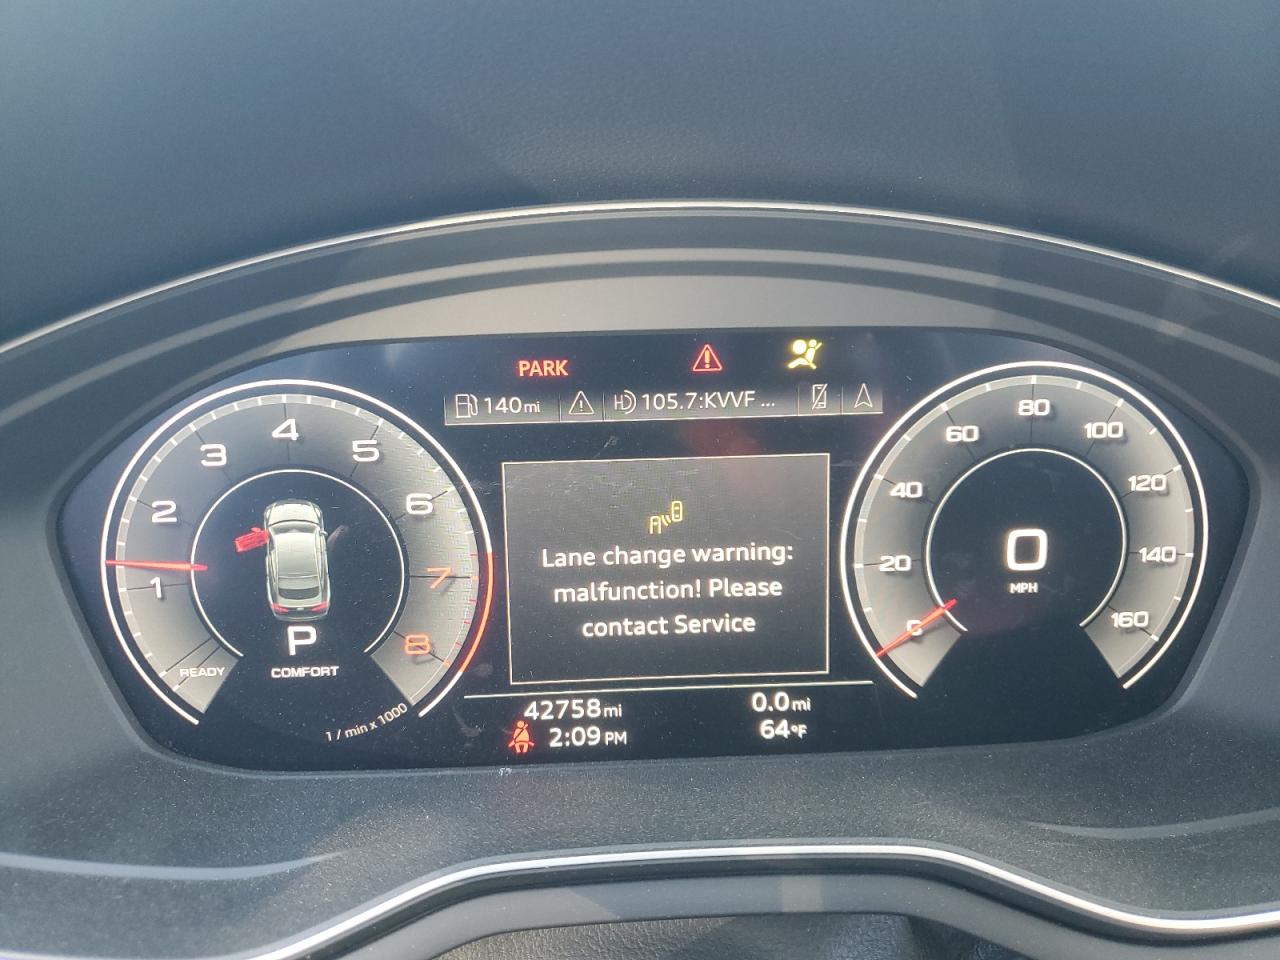 PARK
140mi
105.7:KVVF ...
1
2
3
4
5
6
7
8
READY
P
COMFORT
1 / min x 1000
Lane change warning:
malfunction! Please
contact Service
42758mi
0.0mi
2:09 PM
64°F
0
20
40
60
80
100
120
140
160
0
MPH